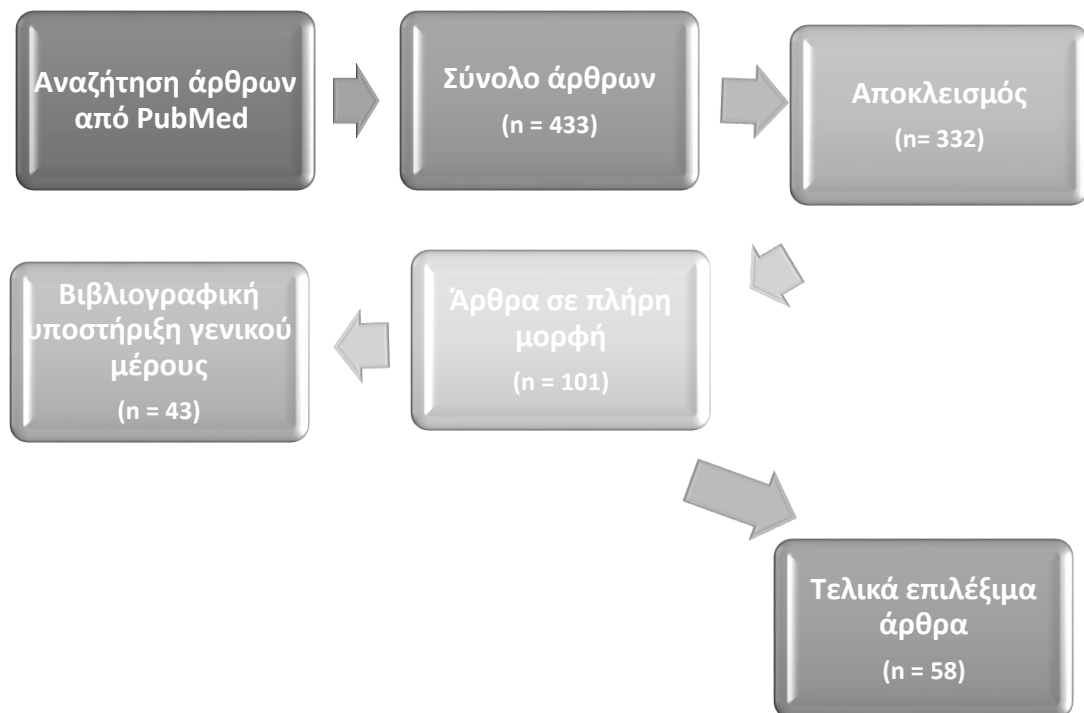 Αναζήτηση άρθρων
από PubMed
Σύνολο άρθρων
(n = 433)
Αποκλεισμός
(n= 332)
Βιβλιογραφική
υποστήριξη γενικού
μέρους
(n = 43)
Άρθρα σε πλήρη
μορφή
(n = 101)
Τελικά επιλέξιμα
άρθρα
(n = 58)